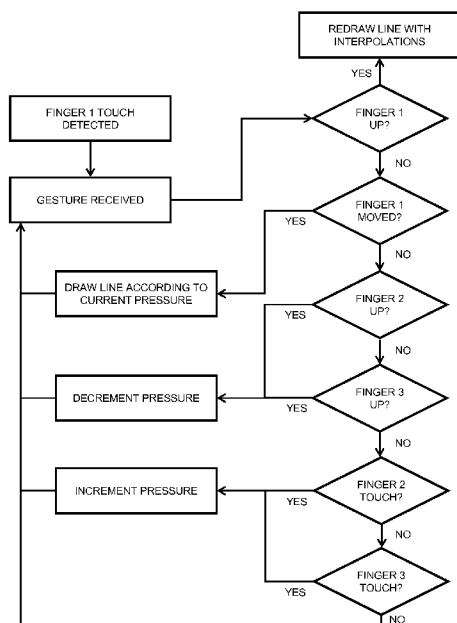 REDRAW LINE WITH
INTERPOLATIONS
YES
FINGER 1 TOUCH
DETECTED
FINGER 1
UP?
NO
GESTURE RECEIVED
FINGER 1
MOVED?
YES
NO
DRAW LINE ACCORDING TO
CURRENT PRESSURE
FINGER 2
UP?
YES
NO
DECREMENT PRESSURE
FINGER 3
UP?
YES
NO
INCREMENT PRESSURE
FINGER 2
TOUCH?
YES
NO
FINGER 3
TOUCH?
YES
NO